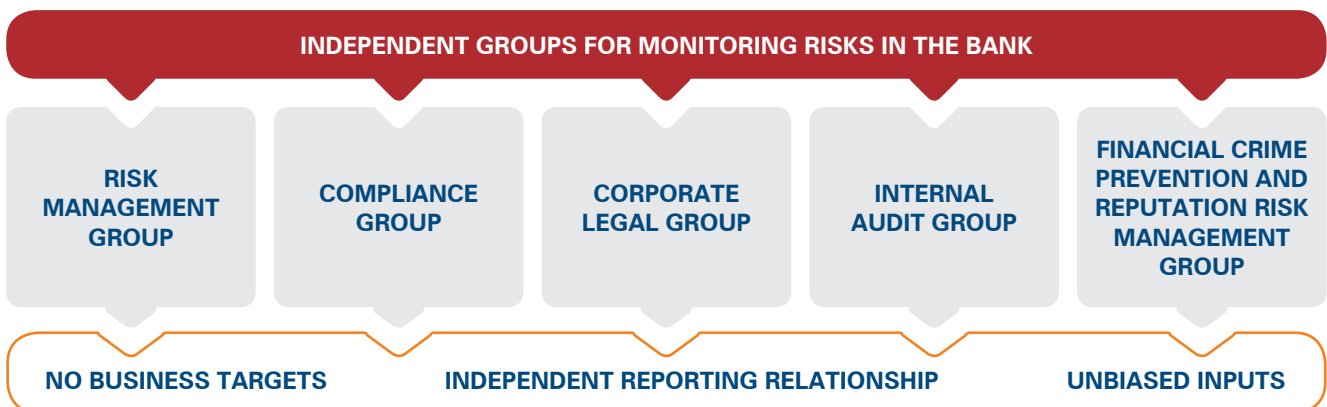 INDEPENDENT GROUPS FOR MONITORING RISKS IN THE BANK
RISK
MANAGEMENT
GROUP
COMPLIANCE
GROUP
CORPORATE
LEGAL GROUP
INTERNAL
AUDIT GROUP
FINANCIAL CRIME
PREVENTION AND
REPUTATION RISK
MANAGEMENT
GROUP
NO BUSINESS TARGETS
INDEPENDENT REPORTING RELATIONSHIP
UNBIASED INPUTS